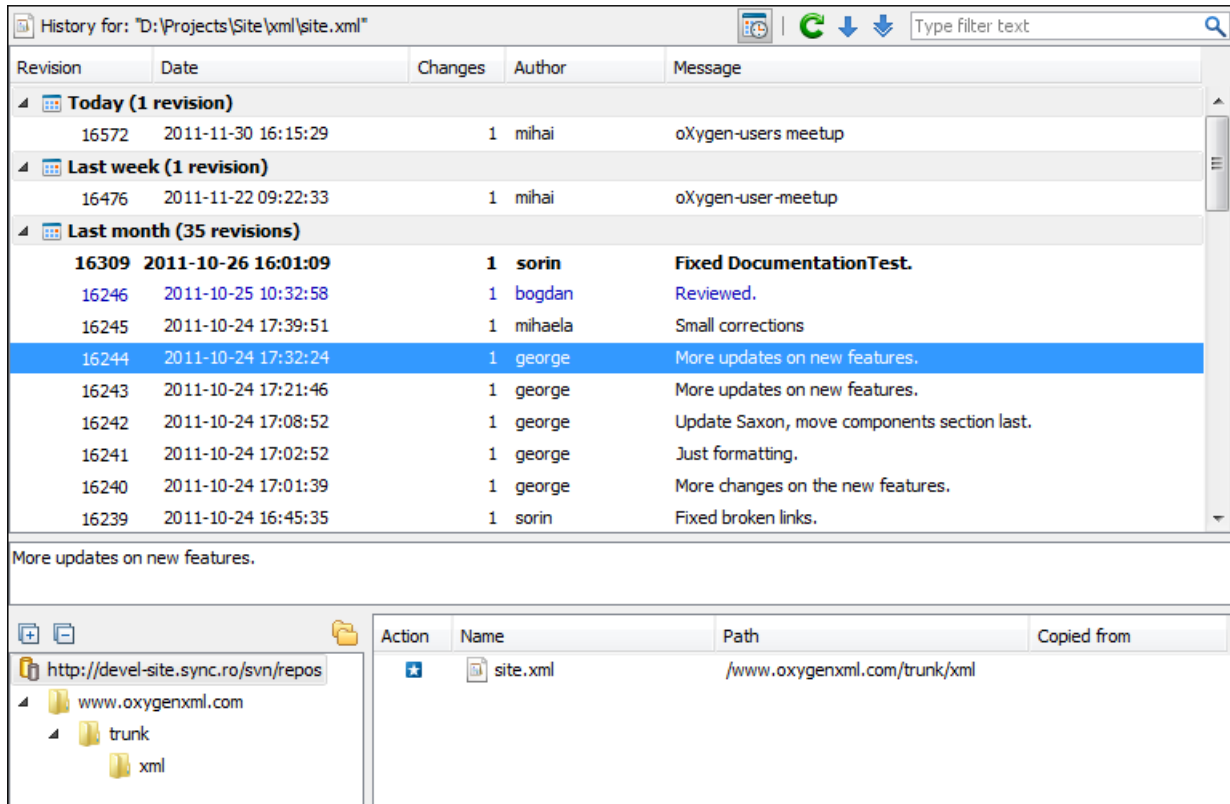 History for: "D:\Projects\Site\xml\site.xml" Type filter text
Revision Date Changes Author Message
Today (1 revision)
16572 2011-11-30 16:15:29 1 mihai oXygen-users meetup
Last week (1 revision)
16476 2011-11-22 09:22:33 1 mihai oXygen-user-meetup
Last month (35 revisions)
16309 2011-10-26 16:01:09 1 sorin Fixed DocumentationTest.
16246 2011-10-25 10:32:58 1 bogdan Reviewed.
16245 2011-10-24 17:39:51 1 mihaela Small corrections
16244 2011-10-24 17:32:24 1 george More updates on new features.
16243 2011-10-24 17:21:46 1 george More updates on new features.
16242 2011-10-24 17:08:52 1 george Update Saxon, move components section last.
16241 2011-10-24 17:02:52 1 george Just formatting.
16240 2011-10-24 17:01:39 1 george More changes on the new features.
16239 2011-10-24 16:45:35 1 sorin Fixed broken links.
More updates on new features.
Action Name Path Copied from
http://devel-site.sync.ro/svn/repos site.xml /www.oxygenxml.com/trunk/xml
www.oxygenxml.com
trunk
xml